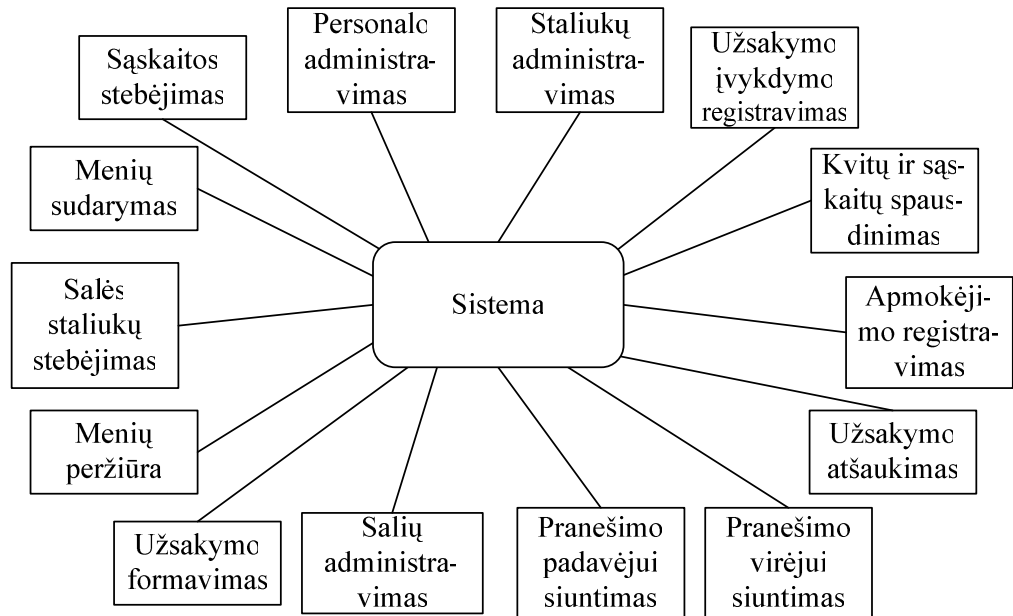 Sąskaitos
stebėjimas
Personalo
administra-
vimas
Staliukų
administra-
vimas
Užsakymo
įvykdymo
registravimas
Menių
sudarymas
Kvitų ir sąs-
kaitų spaus-
dinimas
Salės
staliukų
stebėjimas
Sistema
Apmokėji-
mo registra-
vimas
Menių
peržiūra
Užsakymo
atšaukimas
Užsakymo
formavimas
Salių
administra-
vimas
Pranešimo
padavėjui
siuntimas
Pranešimo
virėjui
siuntimas